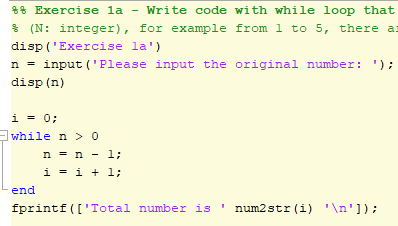 %% Exercise 1a - Write code with while loop that
% (N: integer), for example from 1 to 5, there
disp('Exercise 1a')
n = input('Please input the original number: ');
disp(n)
i = 0;
while n > 0
n = n - 1;
i = i + 1;
end
fprintf(['Total number is ' num2str(i) '\n']);